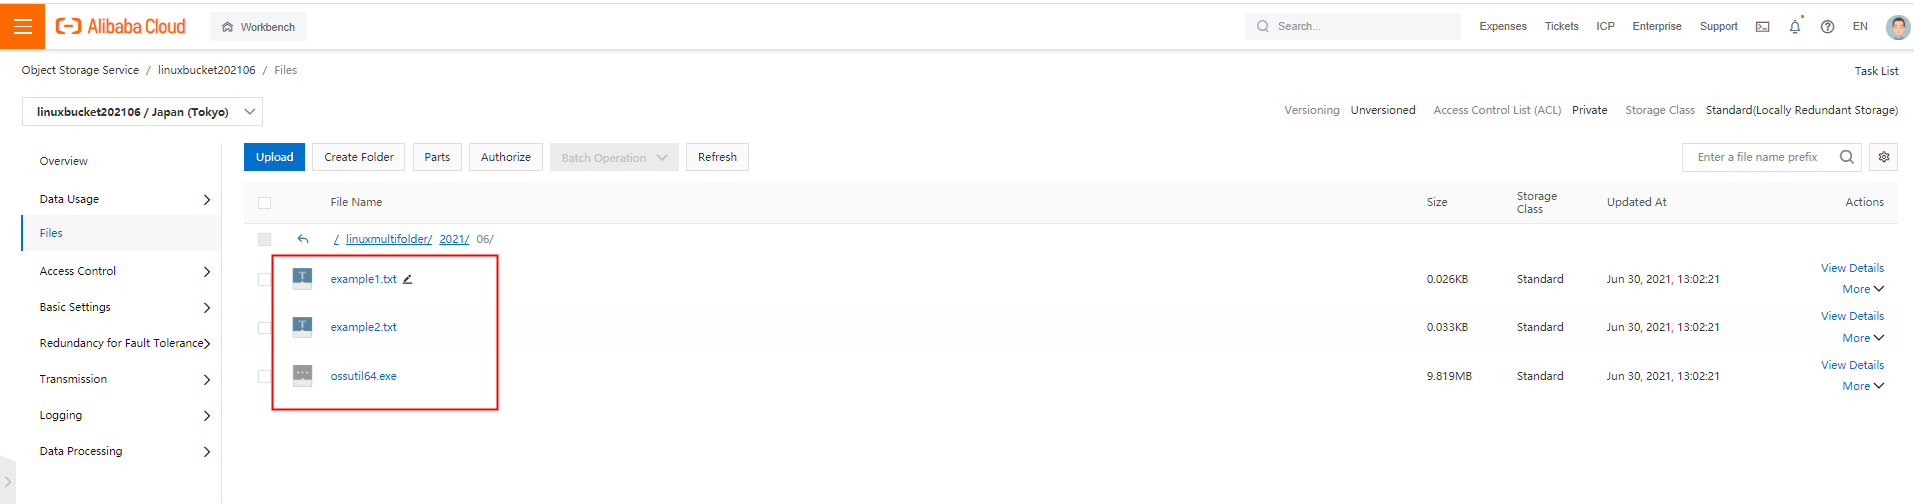 Alibaba Cloud Workbench Search... Expenses Tickets ICP Enterprise Support EN
Object Storage Service / linuxbucket202106 / Files Task List
linuxbucket202106 / Japan (Tokyo) Versioning Unversioned Access Control List (ACL) Private Storage Class Standard(Locally Redundant Storage)
Overview
Data Usage
Files
Access Control
Basic Settings
Redundancy for Fault Tolerance
Transmission
Logging
Data Processing
Upload Create Folder Parts Authorize Batch Operation Refresh Enter a file name prefix
File Name Size Storage Class Updated At Actions
/ linuxmultifolder/ 2021/ 06/
example1.txt 0.026KB Standard Jun 30, 2021, 13:02:21 View Details
More
example2.txt 0.033KB Standard Jun 30, 2021, 13:02:21 View Details
More
ossutil64.exe 9.819MB Standard Jun 30, 2021, 13:02:21 View Details
More